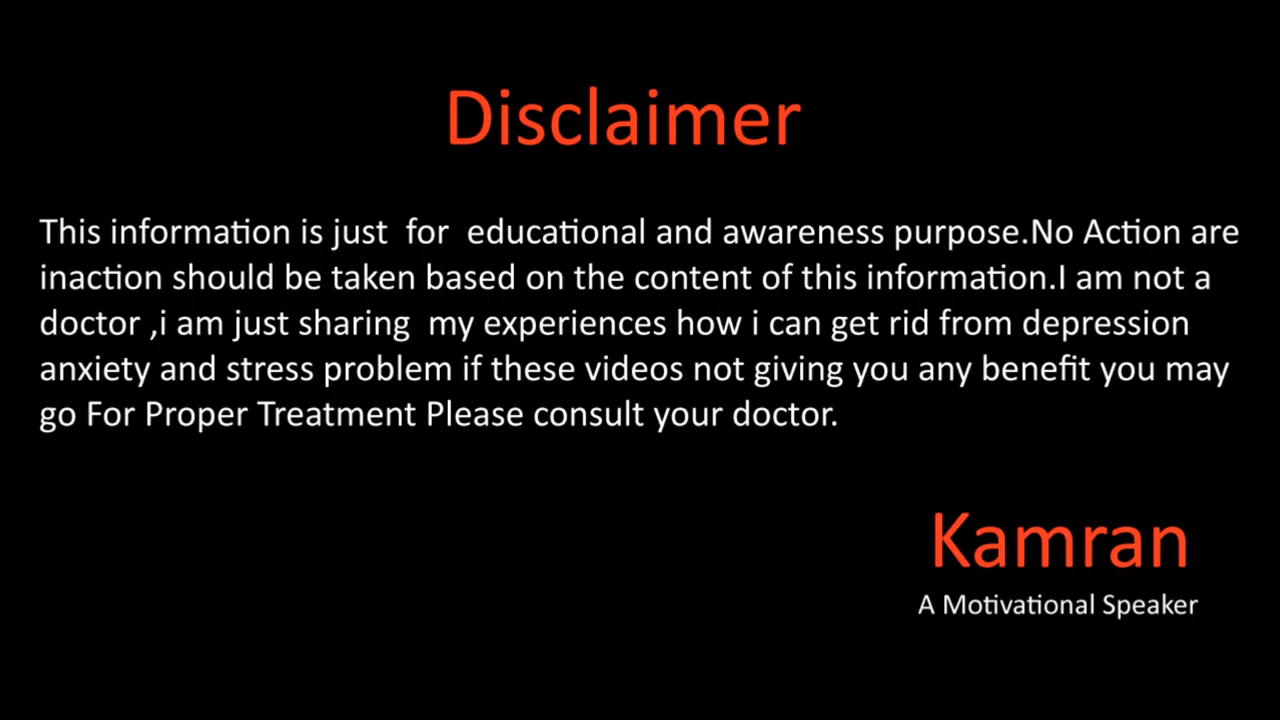 Disclaimer
This information is just  for  educational and awareness purpose.No Action are
inaction should be taken based on the content of this information.I am not a
doctor ,i am just sharing  my experiences how i can get rid from depression
anxiety and stress problem if these videos not giving you any benefit you may
go For Proper Treatment Please consult your doctor.
Kamran
A Motivational Speaker